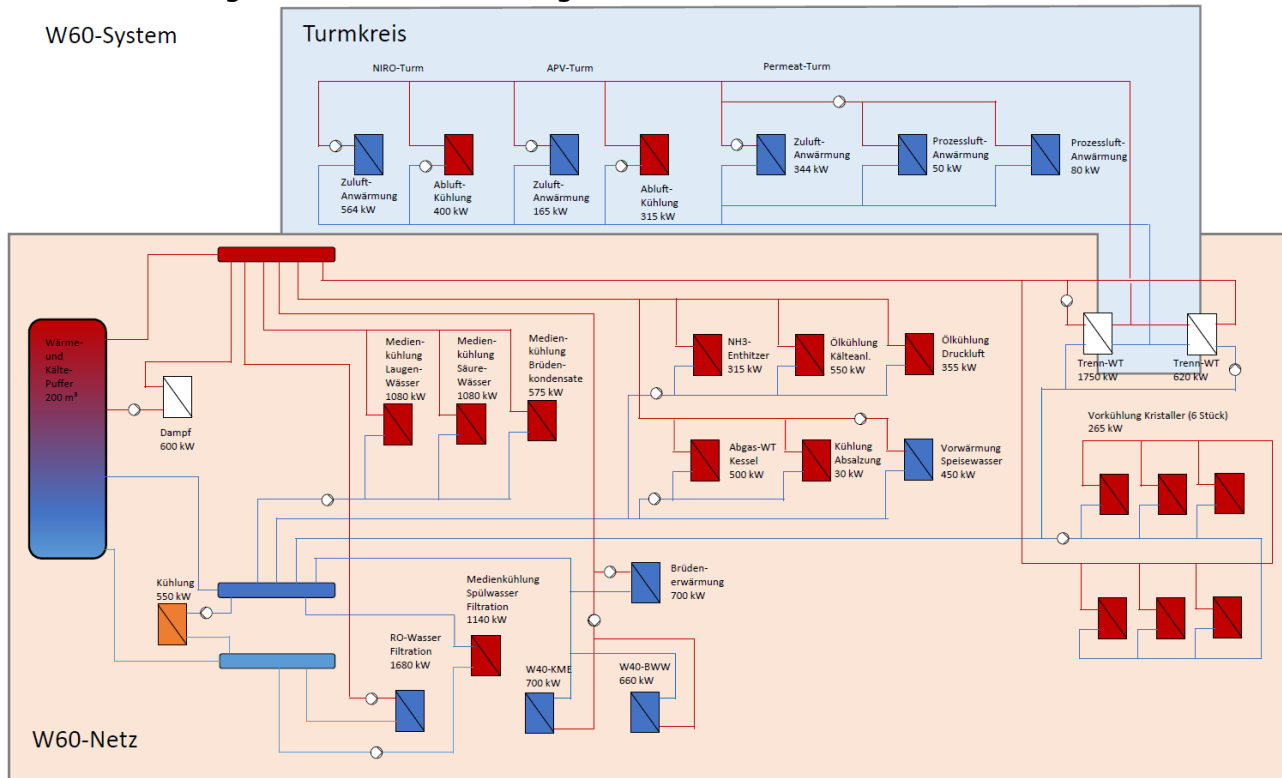 W60-System
Turmkreis
NIRO-Turm
APV-Turm
Permeat-Turm
Zuluft-
Anwärmung
564 kW
Abluft-
Kühlung
400 kW
Zuluft-
Anwärmung
165 kW
Abluft-
Kühlung
315 kW
Zuluft-
Anwärmung
344 kW
Prozessluft-
Anwärmung
50 kW
Prozessluft-
Anwärmung
80 kW
Wärme-
und
Kälte-
Puffer
200 m³
Dampf
600 kW
Medien-
kühlung
Laugen-
Wässer
1080 kW
Medien-
kühlung
Säure-
Wässer
1080 kW
Medien-
kühlung
Brüden-
kondensate
575 kW
NH3-
Enthitzer
315 kW
Ölkühlung
Kälteanl.
550 kW
Ölkühlung
Druckluft
355 kW
Trenn-WT
1750 kW
Trenn-WT
620 kW
Abgas-WT
Kessel
500 kW
Kühlung
Absalzung
30 kW
Vorwärmung
Speisewasser
450 kW
Vorkühlung Kristaller (6 Stück)
265 kW
Kühlung
550 kW
Medienkühlung
Spülwasser
Filtration
1140 kW
Brüden-
erwärmung
700 kW
RO-Wasser
Filtration
1680 kW
W40-KME
700 kW
W40-BWW
660 kW
W60-Netz